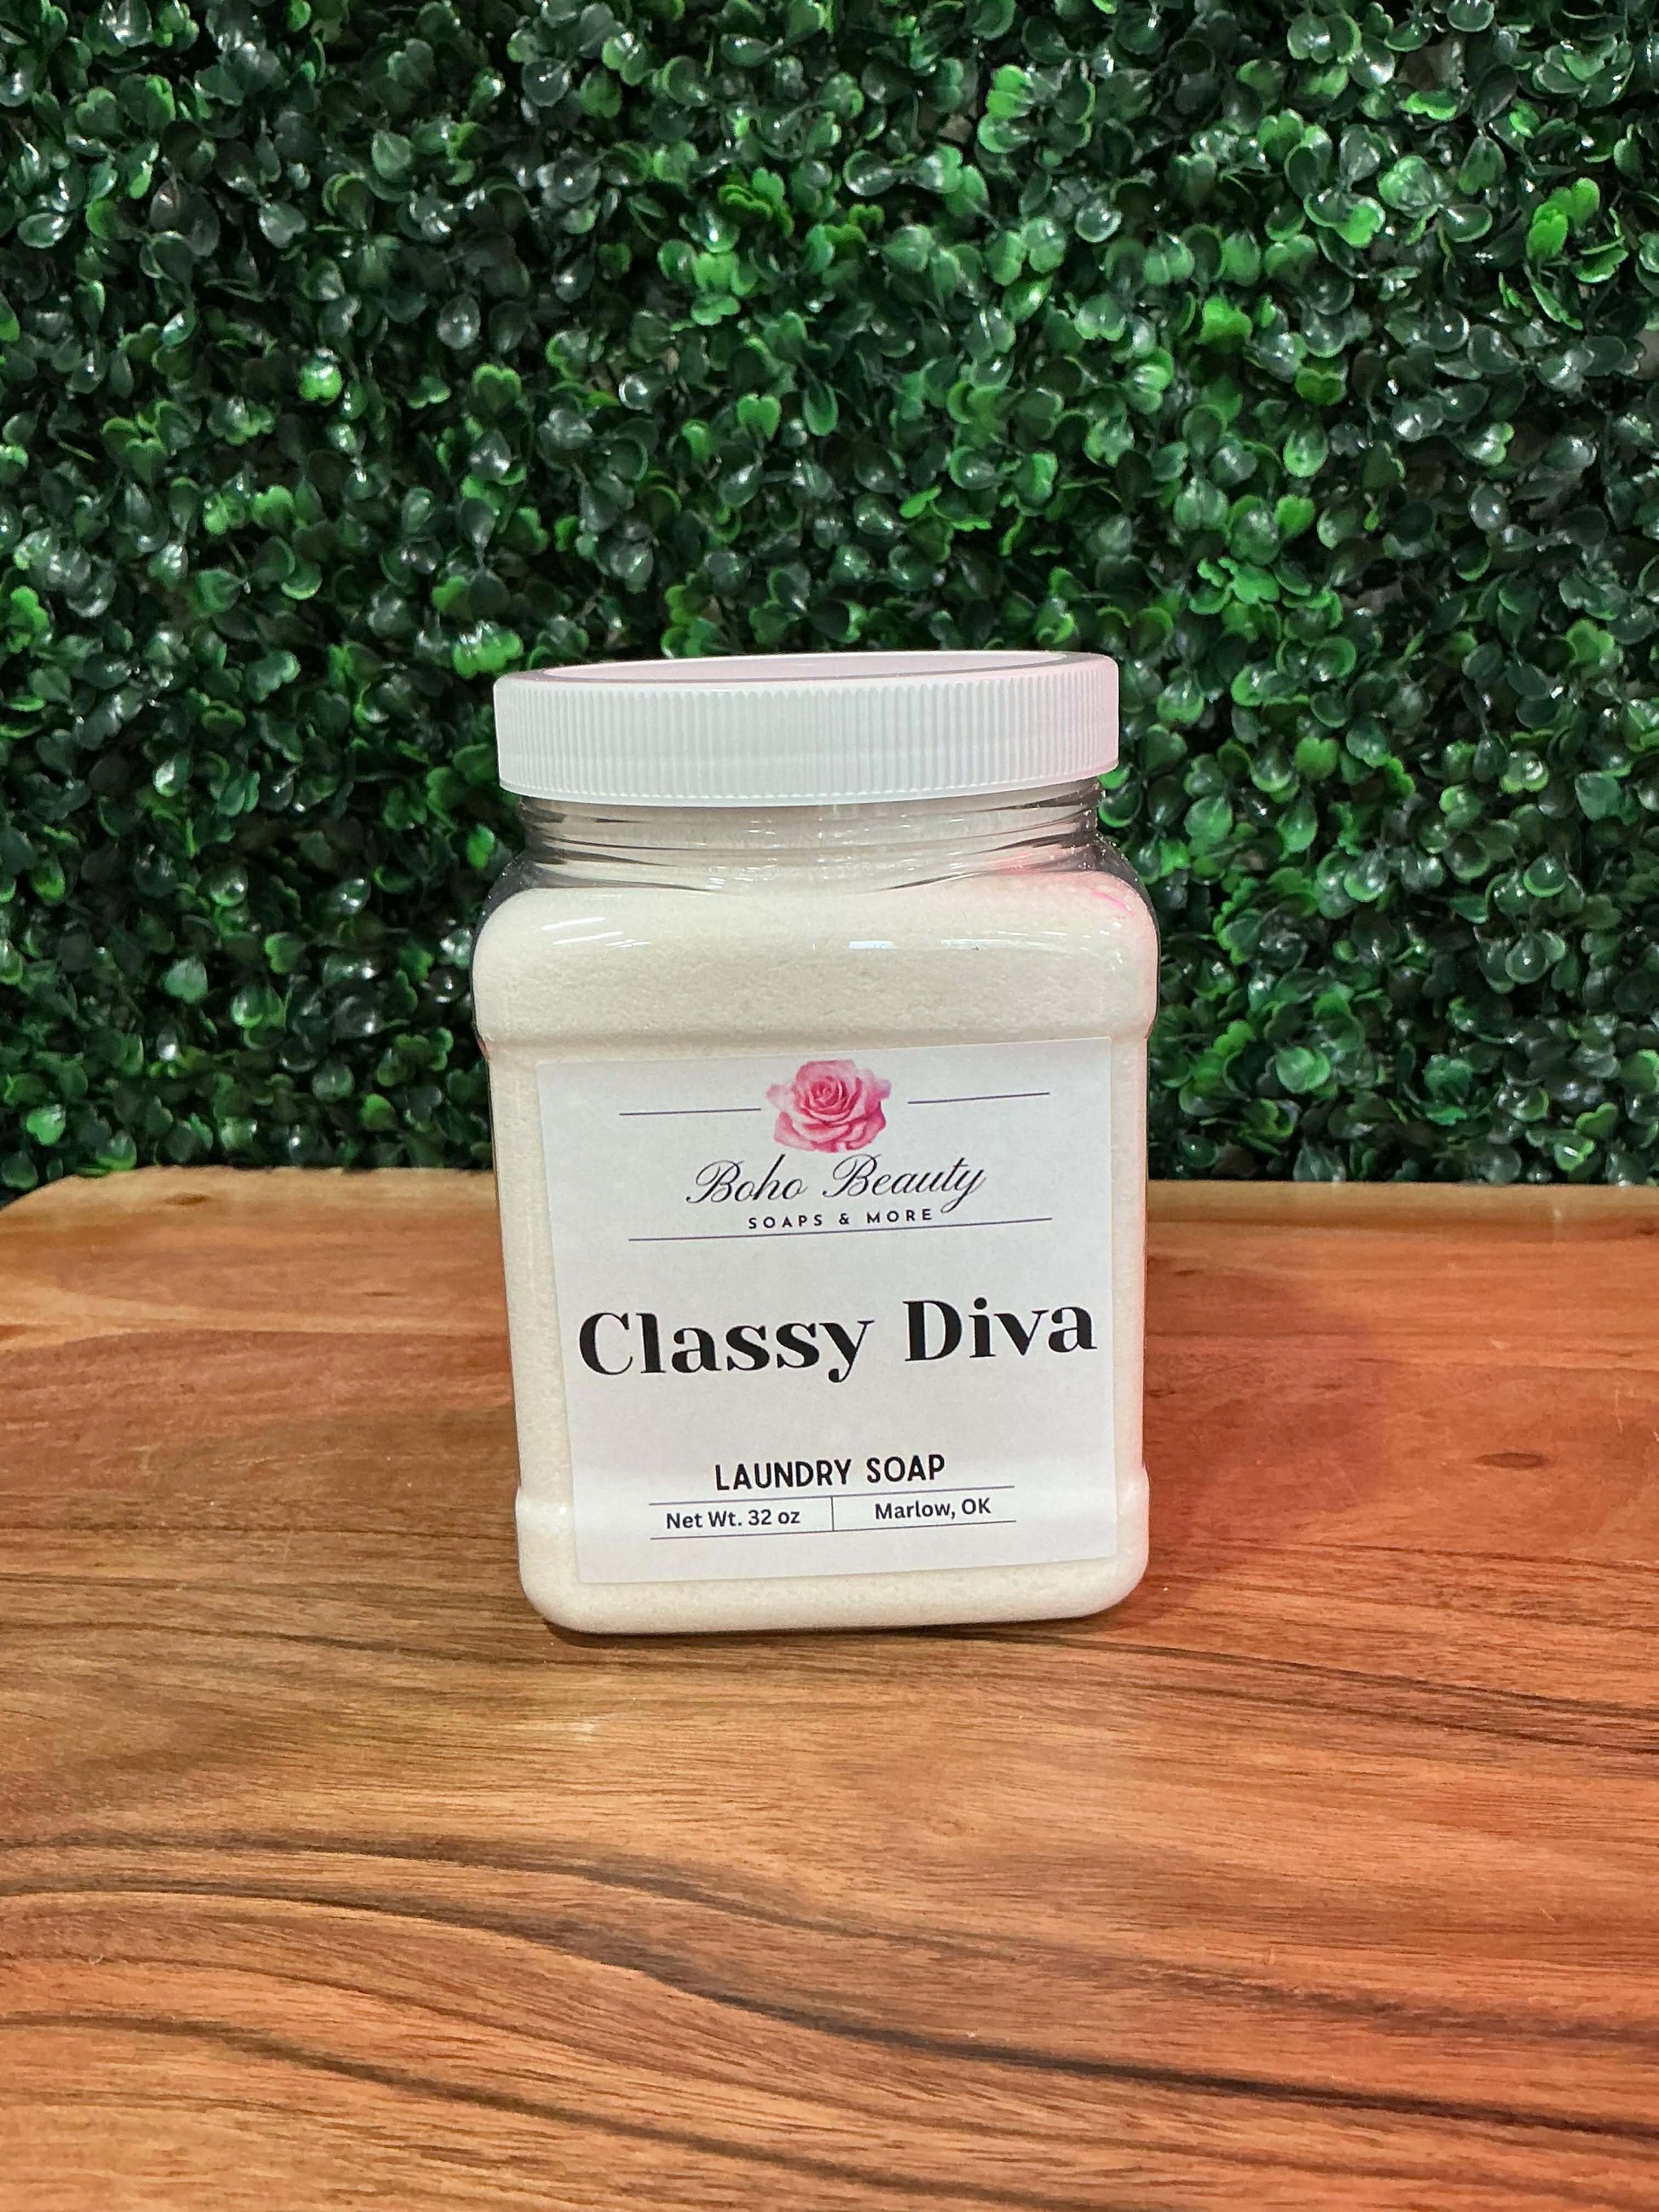 Boho Beauty
SOAPS & MORE
Classy Diva
LAUNDRY SOAP
Net Wt. 32 oz
Marlow, OK